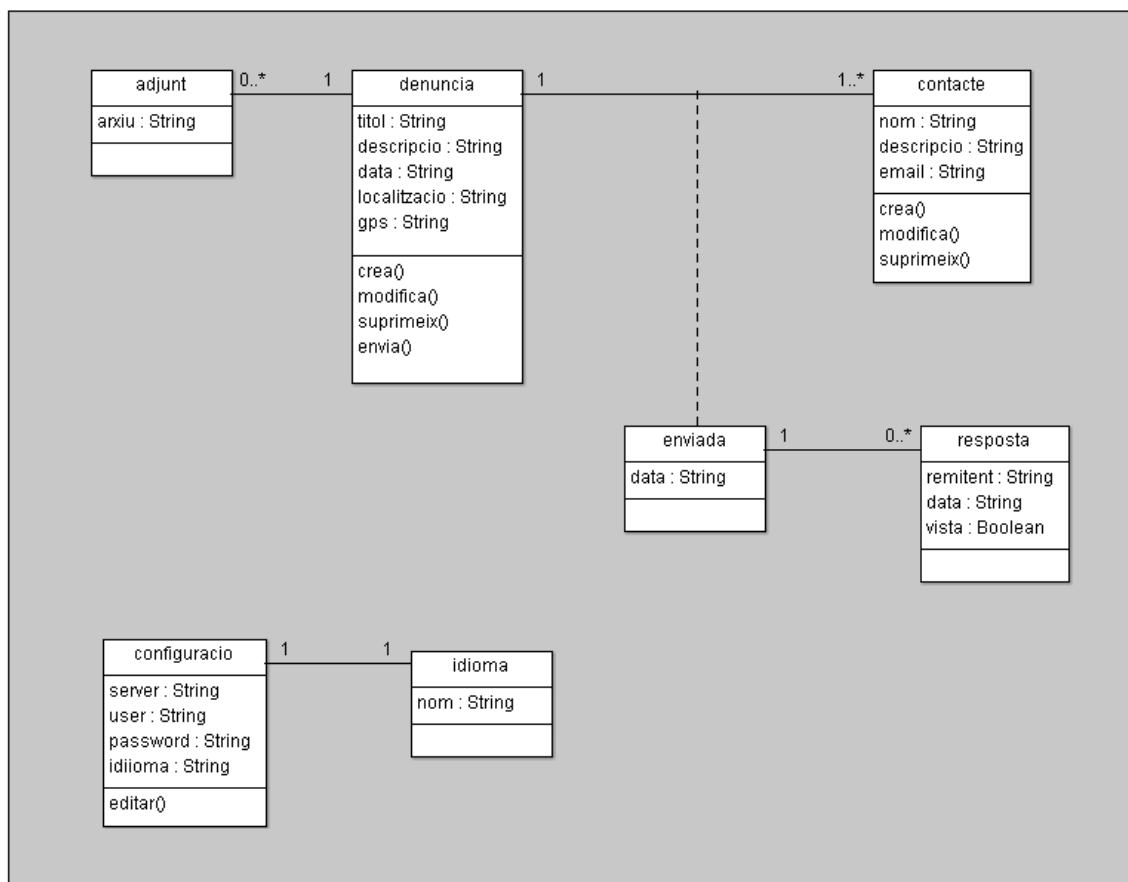 adjunt
arxiu : String
0..*
1
denuncia
titol : String
descripcio : String
data : String
localitzacio : String
gps : String
crea()
modifica()
suprimeix()
envia()
1
1..*
contacte
nom : String
descripcio : String
email : String
crea()
modifica()
suprimeix()
enviada
data : String
1
0..*
resposta
remitent : String
data : String
vista : Boolean
configuracio
server : String
user : String
password : String
idiioma : String
editar()
1
1
idioma
nom : String